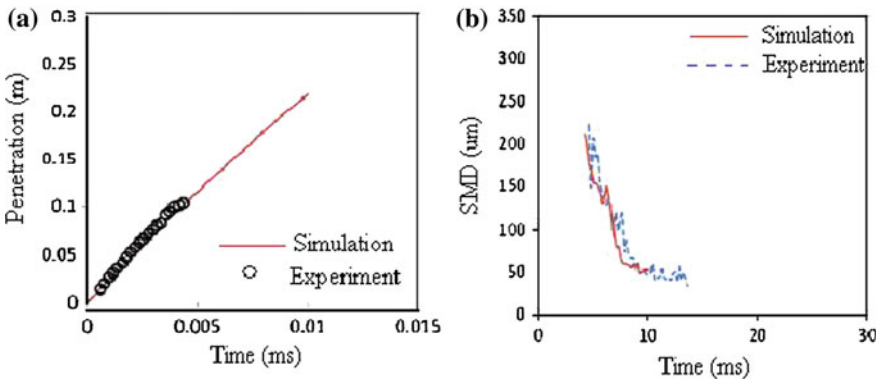 (a)
0.3
0.25
0.2
0.15
0.1
0.05
0
Penetration (m)
Simulation
Experiment
0 0.005 0.01 0.015
Time (ms)
(b)
350
300
250
200
150
100
50
0
SMD (um)
Simulation
Experiment
0 10 20 30
Time (ms)